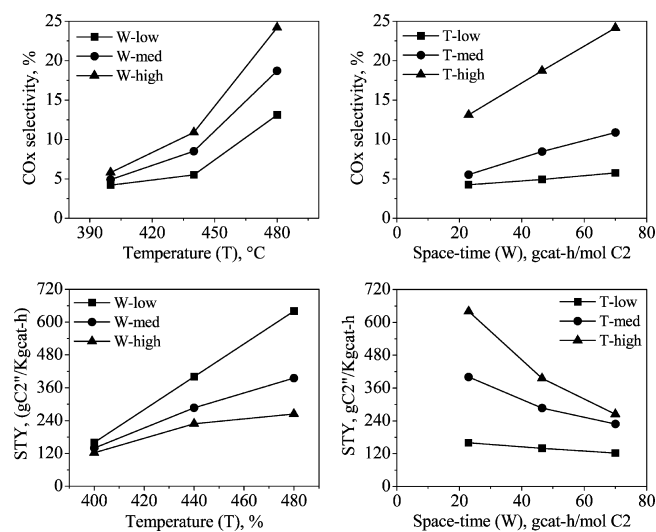 25
20
15
10
5
0
COx selectivity, %
W-low
W-med
W-high
390
420
450
480
Temperature (T), °C
25
20
15
10
5
0
COx selectivity, %
T-low
T-med
T-high
0
20
40
60
80
Space-time (W), gcat-h/mol C2
720
600
480
360
240
120
0
STY, (gC2"/Kgcat-h)
W-low
W-med
W-high
400
420
440
460
480
Temperature (T), %
720
600
480
360
240
120
0
STY, gC2"/Kgcat-h
T-low
T-med
T-high
0
20
40
60
80
Space-time (W), gcat-h/mol C2